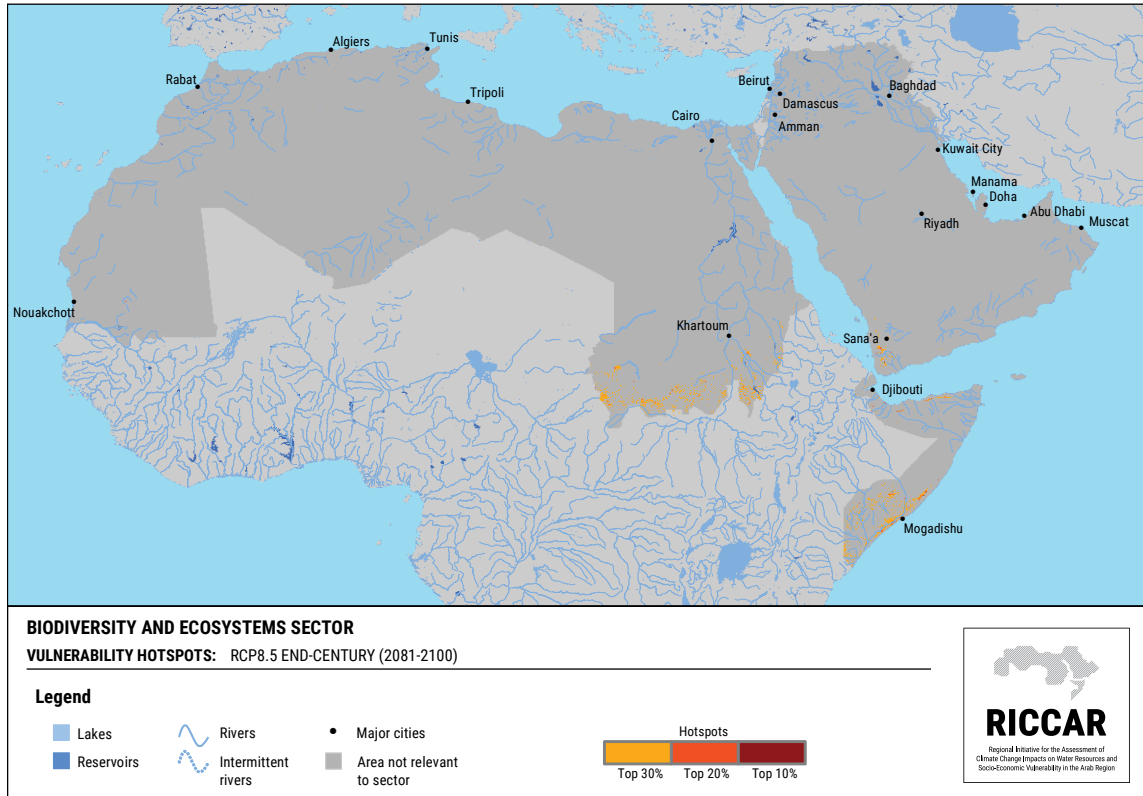 Algiers
Tunis
Rabat
Tripoli
Beirut
Baghdad
Damascus
Cairo
Amman
Kuwait City
Manama
Doha
Abu Dhabi
Riyadh
Muscat
Nouakchott
Khartoum
Sana'a
Djibouti
Mogadishu
BIODIVERSITY AND ECOSYSTEMS SECTOR
VULNERABILITY HOTSPOTS: RCP8.5 END-CENTURY (2081-2100)
Legend
Lakes
Rivers
Major cities
Reservoirs
Intermittent
rivers
Area not relevant
to sector
Hotspots
Top 30%
Top 20%
Top 10%
RICCAR
Regional Initiative for the Assessment of
Climate Change Impacts on Water Resources and
Socio-Economic Vulnerability in the Arab Region